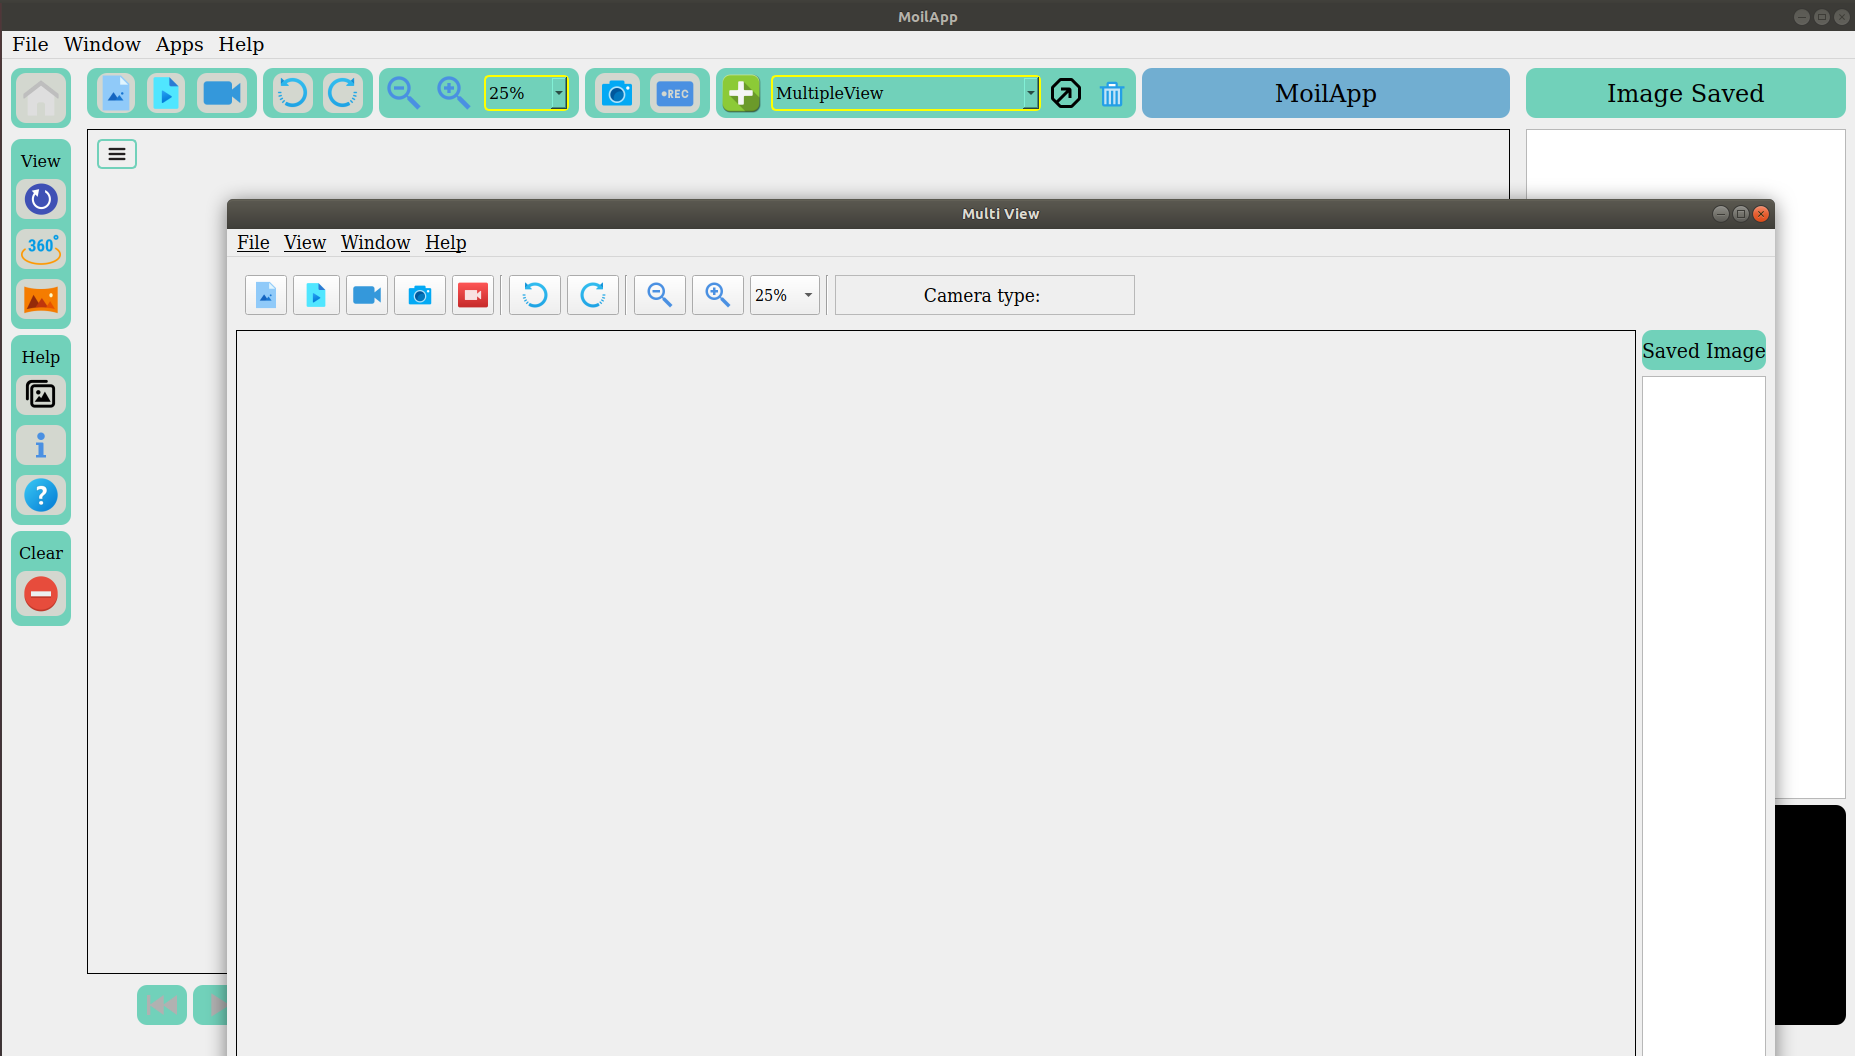 MoilApp
File Window Apps Help
25%
REC
MultipleView
MoilApp
Image Saved
View
360°
Help
i
?
Clear
Multi View
File View Window Help
25%
Camera type:
Saved Image